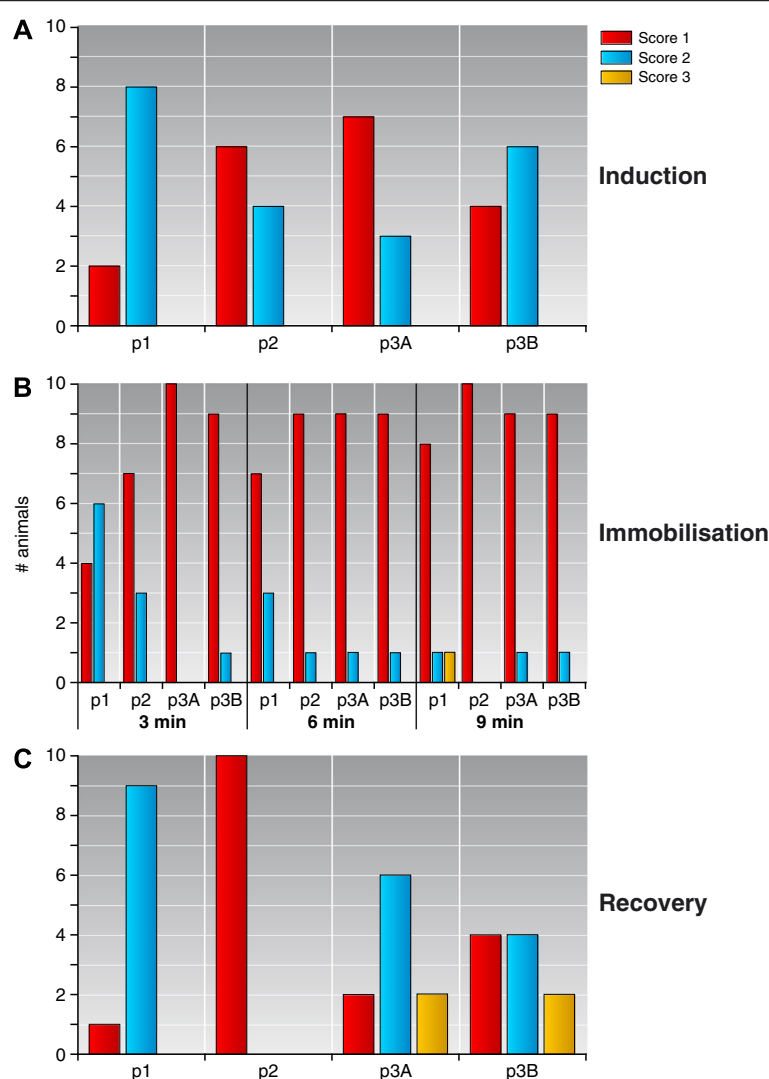 A
10
8
6
4
2
0
p1 p2 p3A p3B
Score 1
Score 2
Score 3
Induction
B
# animals
10
8
6
4
2
0
p1 p2 p3A p3B p1 p2 p3A p3B p1 p2 p3A p3B
3 min 6 min 9 min
Immobilisation
C
10
8
6
4
2
0
p1 p2 p3A p3B
Recovery